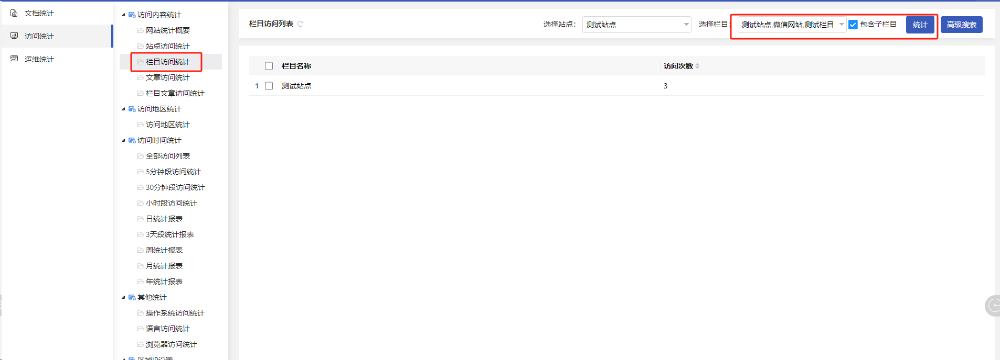 文档统计
访问统计
运维统计
访问内容统计
网站统计概要
站点访问统计
栏目访问统计
文章访问统计
栏目文章访问统计
访问地区统计
访问地区统计
访问时间统计
全部访问列表
5分钟段访问统计
30分钟段访问统计
小时段访问统计
日统计报表
3天段统计报表
周统计报表
月统计报表
年统计报表
其他统计
操作系统访问统计
语言访问统计
浏览器访问统计
区域IP设置
栏目访问列表 选择站点： 测试站点 选择栏目： 测试站点,微信网站,测试栏目 包含子栏目 统计 高级搜索
栏目名称 访问次数
1 测试站点 3